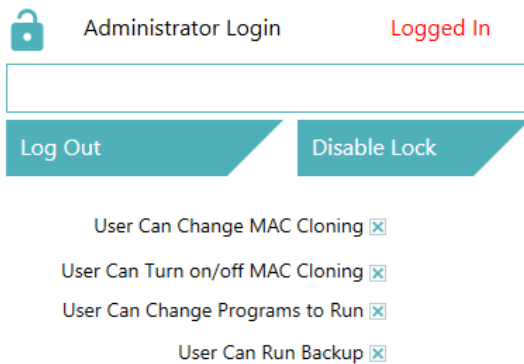 Administrator Login Logged In
Log Out Disable Lock
User Can Change MAC Cloning
User Can Turn on/off MAC Cloning
User Can Change Programs to Run
User Can Run Backup